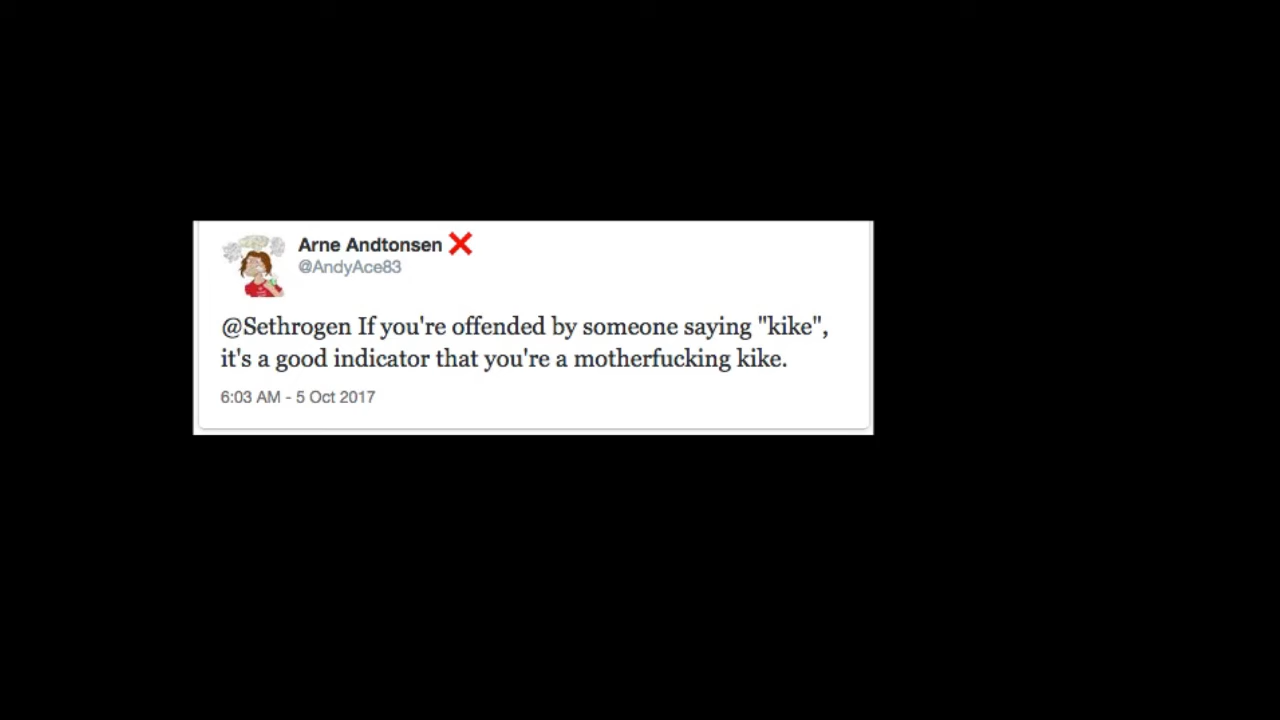 Arne Andtonsen ❌
@AndyAce83
@Sethrogen If you're offended by someone saying "kike",
it's a good indicator that you're a motherfucking kike.
6:03 AM - 5 Oct 2017